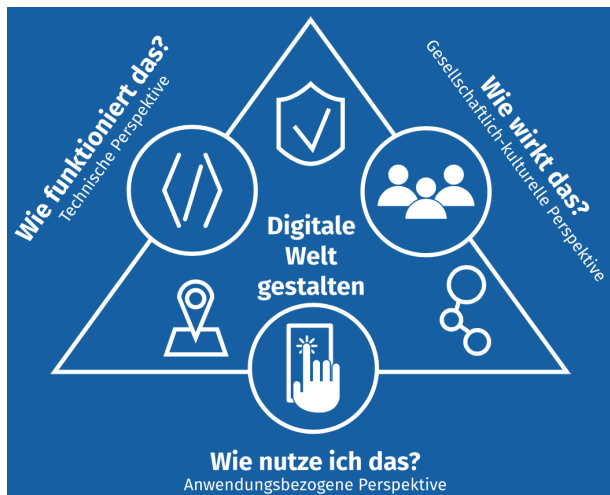 Wie funktioniert das?
Technische Perspektive
Wie wirkt das?
Gesellschaftlich-kulturelle Perspektive
Digitale
Welt
gestalten
Wie nutze ich das?
Anwendungsbezogene Perspektive